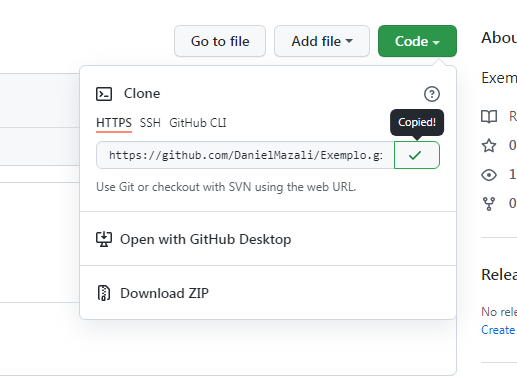 Go to file Add file Code
Clone
Copied!
HTTPS SSH GitHub CLI
https://github.com/DanielMazali/Exemplo.gi
Use Git or checkout with SVN using the web URL.
Open with GitHub Desktop
Download ZIP
Abou
Exem
R
0
1
0
Relea
No rele
Create